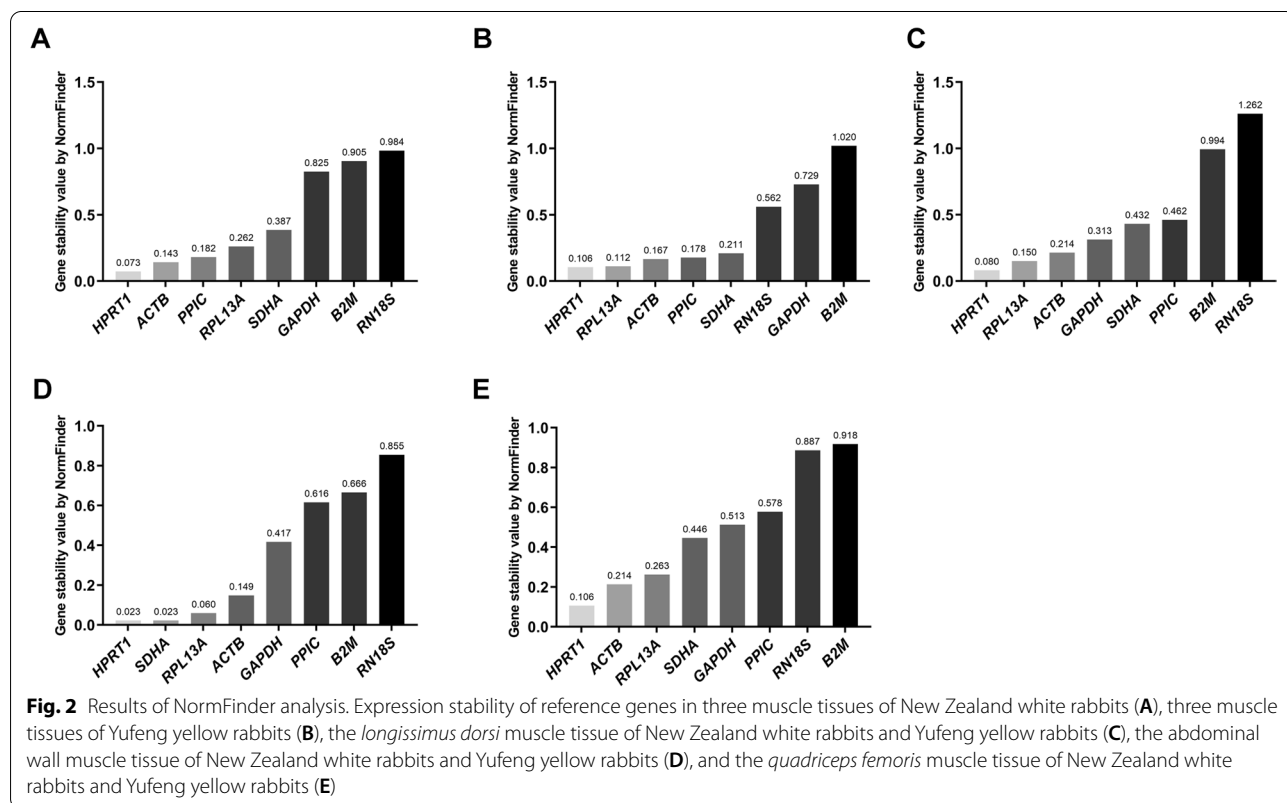 A
Gene stability value by NormFinder
1.5
1.0
0.5
0.0
0.073
0.143
0.182
0.262
0.387
0.825
0.905
0.984
HPRT1
ACTB
PPIC
RPL13A
SDHA
GAPDH
B2M
RN18S
B
Gene stability value by NormFinder
1.5
1.0
0.5
0.0
0.106
0.112
0.167
0.178
0.211
0.562
0.729
1.020
HPRT1
RPL13A
ACTB
PPIC
SDHA
RN18S
GAPDH
B2M
C
Gene stability value by NormFinder
1.5
1.0
0.5
0.0
0.080
0.150
0.214
0.313
0.432
0.462
0.994
1.262
HPRT1
RPL13A
ACTB
GAPDH
SDHA
PPIC
B2M
RN18S
D
Gene stability value by NormFinder
1.0
0.8
0.6
0.4
0.2
0.0
0.023
0.023
0.060
0.149
0.417
0.616
0.666
0.855
HPRT1
SDHA
RPL13A
ACTB
GAPDH
PPIC
B2M
RN18S
E
Gene stability value by NormFinder
1.0
0.8
0.6
0.4
0.2
0.0
0.106
0.214
0.263
0.446
0.513
0.578
0.887
0.918
HPRT1
ACTB
RPL13A
SDHA
GAPDH
PPIC
RN18S
B2M
Fig. 2 Results of NormFinder analysis. Expression stability of reference genes in three muscle tissues of New Zealand white rabbits (A), three muscle
tissues of Yufeng yellow rabbits (B), the longissimus dorsi muscle tissue of New Zealand white rabbits and Yufeng yellow rabbits (C), the abdominal
wall muscle tissue of New Zealand white rabbits and Yufeng yellow rabbits (D), and the quadriceps femoris muscle tissue of New Zealand white
rabbits and Yufeng yellow rabbits (E)